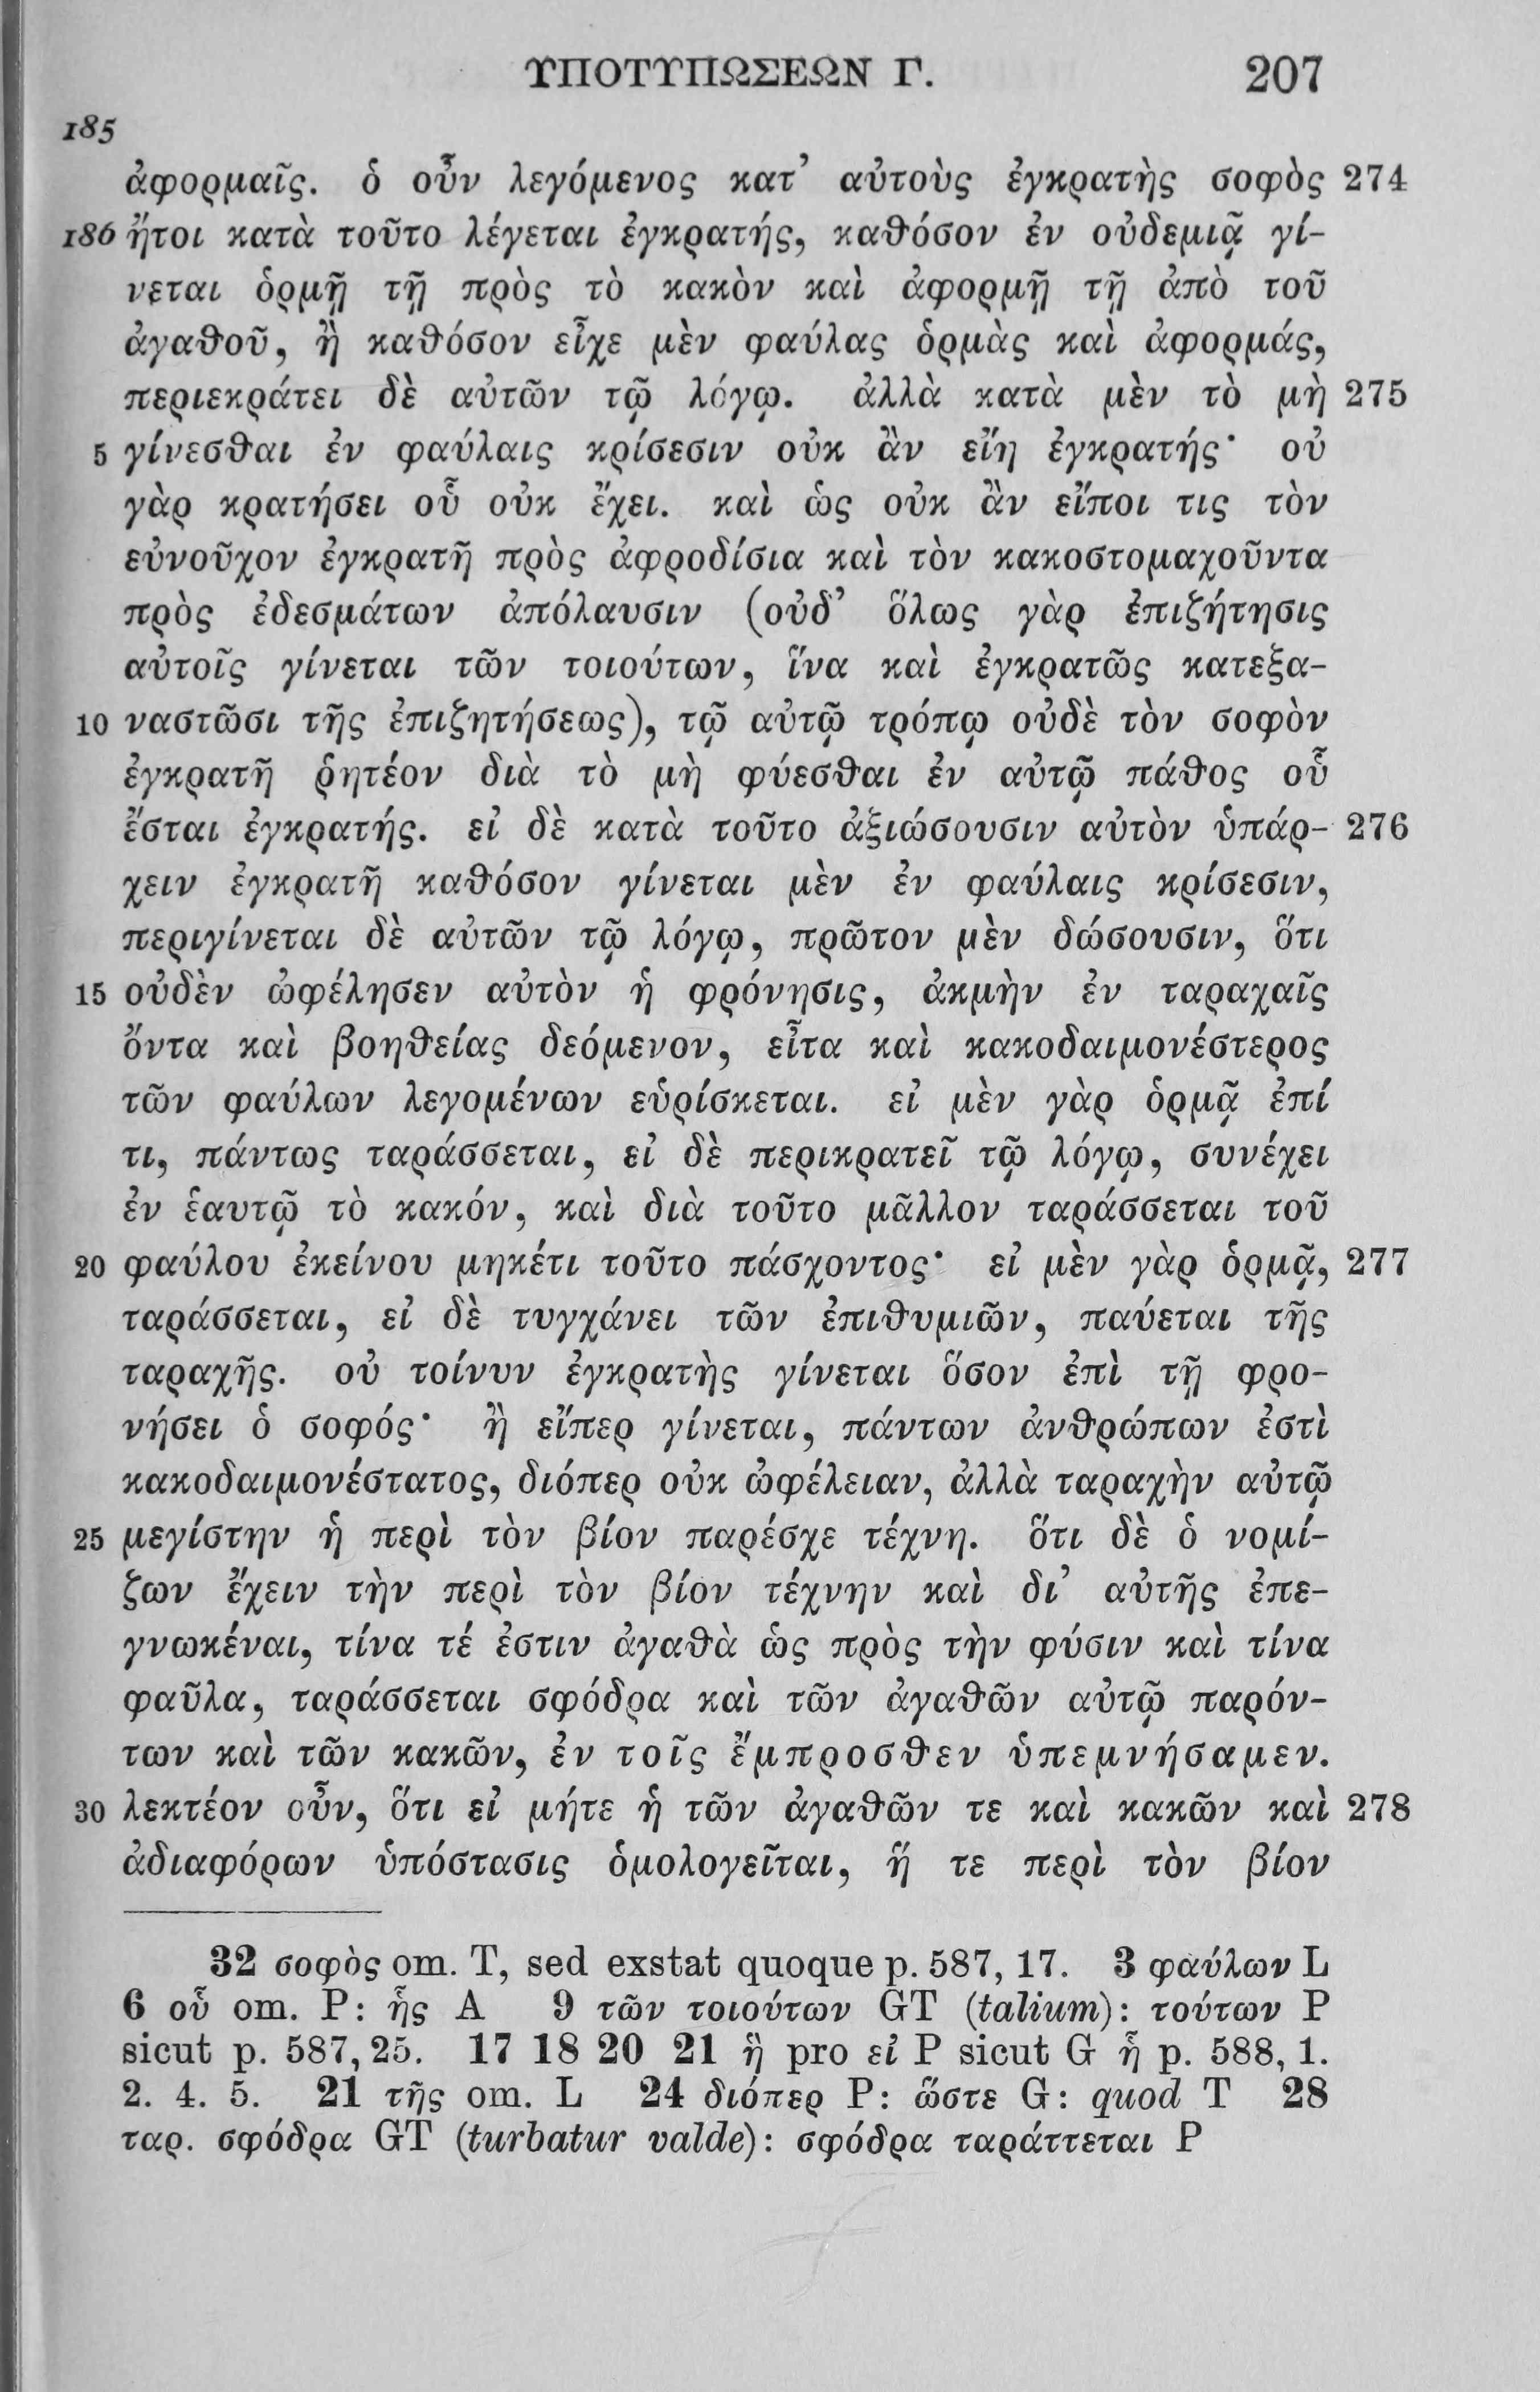 ΥΠΟΤΥΠΩΣΕΩΝ Γ. 207
185
ἀφορμαῖς. ὁ οὖν λεγόμενος κατ’ αὐτοὺς ἐγκρατὴς σοφὸς 274
186 ἤτοι κατὰ τοῦτο λέγεται ἐγκρατής, καθόσον ἐν οὐδεμιᾷ γί-
νεται ὁρμῇ τῇ πρὸς τὸ κακὸν καὶ ἀφορμῇ τῇ ἀπὸ τοῦ
ἀγαθοῦ, ἢ καθόσον εἶχε μὲν φαύλας ὁρμὰς καὶ ἀφορμάς,
περιεκράτει δὲ αὐτῶν τῷ λόγῳ. ἀλλὰ κατὰ μὲν τὸ μὴ 275
5 γίνεσθαι ἐν φαύλαις κρίσεσιν οὐκ ἂν εἴη ἐγκρατής· οὐ
γὰρ κρατήσει οὗ οὐκ ἔχει. καὶ ὡς οὐκ ἂν εἴποι τις τὸν
εὐνοῦχον ἐγκρατῆ πρὸς ἀφροδίσια καὶ τὸν κακοστομαχοῦντα
πρὸς ἐδεσμάτων ἀπόλαυσιν (οὐδ’ ὅλως γὰρ ἐπιζήτησις
αὐτοῖς γίνεται τῶν τοιούτων, ἵνα καὶ ἐγκρατῶς κατεξα-
10 ναστῶσι τῆς ἐπιζητήσεως), τῷ αὐτῷ τρόπῳ οὐδὲ τὸν σοφὸν
ἐγκρατῆ ῥητέον διὰ τὸ μὴ φύεσθαι ἐν αὐτῷ πάθος οὗ
ἔσται ἐγκρατής. εἰ δὲ κατὰ τοῦτο ἀξιώσουσιν αὐτὸν ὑπάρ- 276
χειν ἐγκρατῆ καθόσον γίνεται μὲν ἐν φαύλαις κρίσεσιν,
περιγίνεται δὲ αὐτῶν τῷ λόγῳ, πρῶτον μὲν δώσουσιν, ὅτι
15 οὐδὲν ὠφέλησεν αὐτὸν ἡ φρόνησις, ἀκμὴν ἐν ταραχαῖς
ὄντα καὶ βοηθείας δεόμενον, εἶτα καὶ κακοδαιμονέστερος
τῶν φαύλων λεγομένων εὑρίσκεται. εἰ μὲν γὰρ ὁρμᾷ ἐπί
τι, πάντως ταράσσεται, εἰ δὲ περικρατεῖ τῷ λόγῳ, συνέχει
ἐν ἑαυτῷ τὸ κακόν, καὶ διὰ τοῦτο μᾶλλον ταράσσεται τοῦ
20 φαύλου ἐκείνου μηκέτι τοῦτο πάσχοντος· εἰ μὲν γὰρ ὁρμᾷ, 277
ταράσσεται, εἰ δὲ τυγχάνει τῶν ἐπιθυμιῶν, παύεται τῆς
ταραχῆς. οὐ τοίνυν ἐγκρατὴς γίνεται ὅσον ἐπὶ τῇ φρο-
νήσει ὁ σοφός· ἢ εἴπερ γίνεται, πάντων ἀνθρώπων ἐστὶ
κακοδαιμονέστατος, διόπερ οὐκ ὠφέλειαν, ἀλλὰ ταραχὴν αὐτῷ
25 μεγίστην ἡ περὶ τὸν βίον παρέσχε τέχνη. ὅτι δὲ ὁ νομί-
ζων ἔχειν τὴν περὶ τὸν βίον τέχνην καὶ δι’ αὐτῆς ἐπε-
γνωκέναι, τίνα τέ ἐστιν ἀγαθὰ ὡς πρὸς τὴν φύσιν καὶ τίνα
φαῦλα, ταράσσεται σφόδρα καὶ τῶν ἀγαθῶν αὐτῷ παρόν-
των καὶ τῶν κακῶν, ἐν τοῖς ἔμπροσθεν ὑπεμνήσαμεν.
30 λεκτέον οὖν, ὅτι εἰ μήτε ἡ τῶν ἀγαθῶν τε καὶ κακῶν καὶ 278
ἀδιαφόρων ὑπόστασις ὁμολογεῖται, ἥ τε περὶ τὸν βίον
32 σοφὸς om. T, sed exstat quoque p. 587, 17. 3 φαύλων L
6 οὗ om. P: ἧς A 9 τῶν τοιούτων GT (talium): τούτων P
sicut p. 587, 25. 17 18 20 21 ἢ pro εἰ P sicut G ἦ p. 588, 1.
2. 4. 5. 21 τῆς om. L 24 διόπερ P: ὥστε G: quod T 28
ταρ. σφόδρα GT (turbatur valde): σφόδρα ταράττεται P